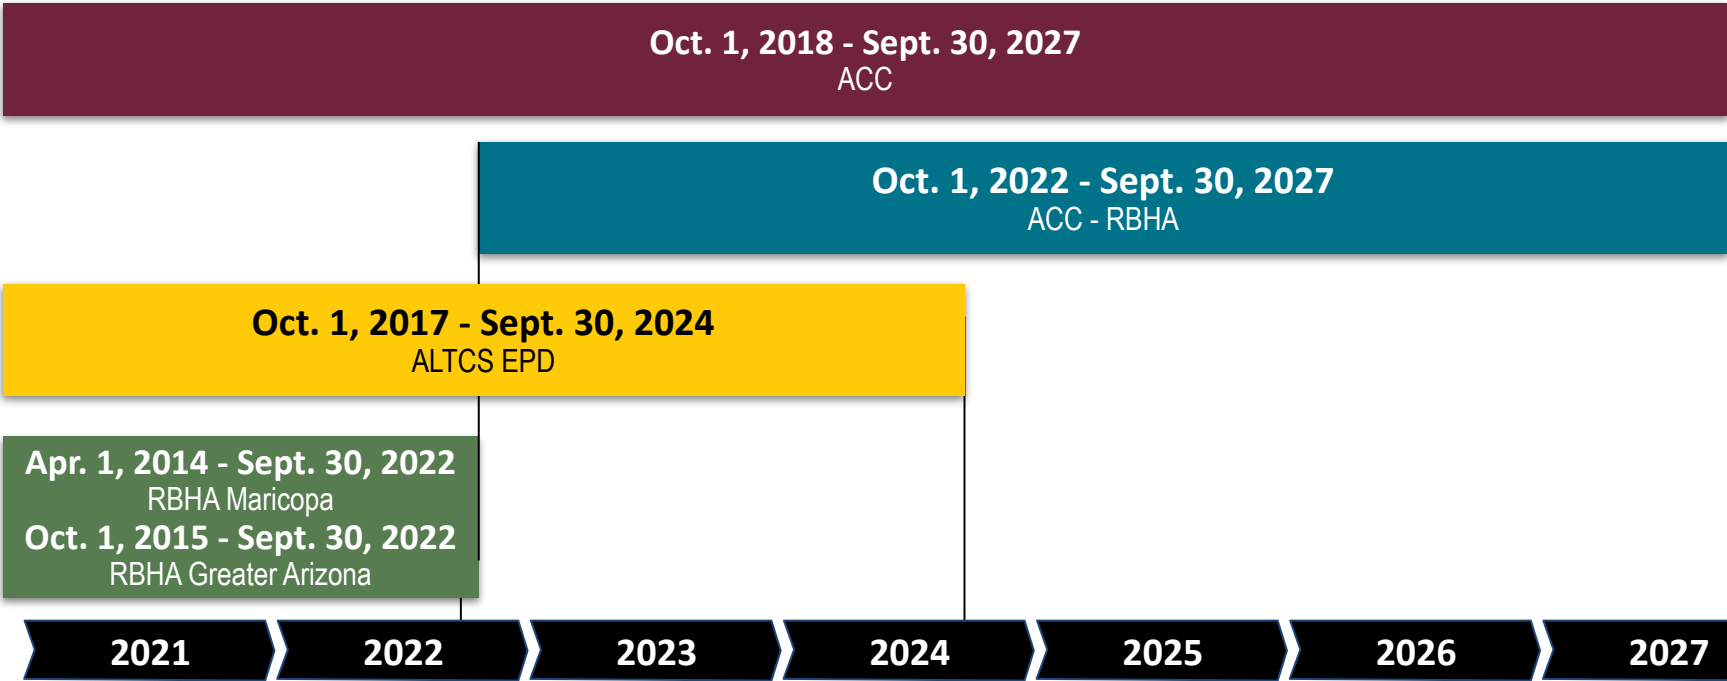 Oct. 1, 2018 - Sept. 30, 2027
ACC
Oct. 1, 2022 - Sept. 30, 2027
ACC - RBHA
Oct. 1, 2017 - Sept. 30, 2024
ALTCS EPD
Apr. 1, 2014 - Sept. 30, 2022
RBHA Maricopa
Oct. 1, 2015 - Sept. 30, 2022
RBHA Greater Arizona
2021 2022 2023 2024 2025 2026 2027